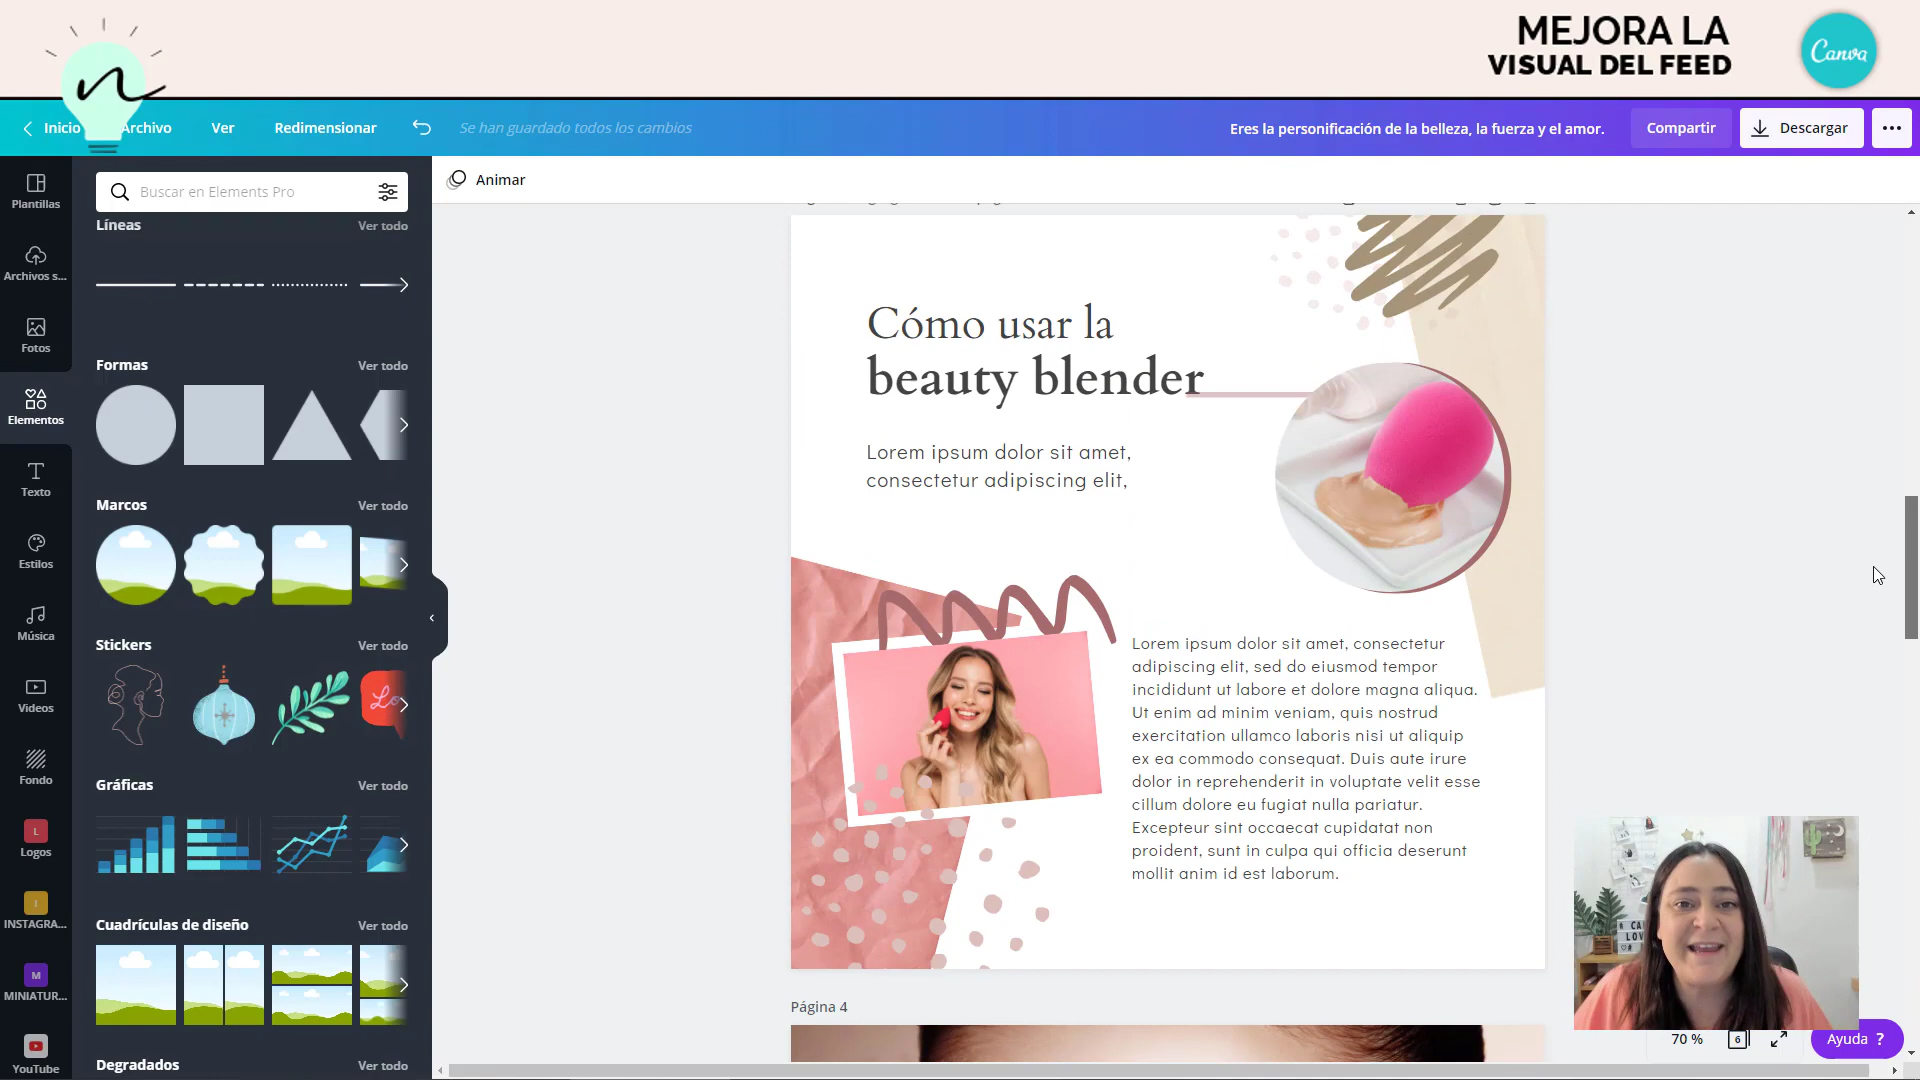 MEJORA LA
VISUAL DEL FEED
Canva
n
Inicio
Archivo
Ver
Redimensionar
Se han guardado todos los cambios
Eres la personificación de la belleza, la fuerza y el amor.
Compartir
Descargar
Plantillas
Archivos s...
Fotos
Elementos
Texto
Estilos
Música
Videos
Fondo
L
Logos
I
INSTAGRA...
M
MINIATUR...
YouTube
Buscar en Elements Pro
Líneas
Ver todo
Formas
Ver todo
Marcos
Ver todo
Stickers
Ver todo
Gráficas
Ver todo
Cuadrículas de diseño
Ver todo
Degradados
Ver todo
Animar
Cómo usar la
beauty blender
Lorem ipsum dolor sit amet,
consectetur adipiscing elit,
Lorem ipsum dolor sit amet, consectetur
adipiscing elit, sed do eiusmod tempor
incididunt ut labore et dolore magna aliqua.
Ut enim ad minim veniam, quis nostrud
exercitation ullamco laboris nisi ut aliquip
ex ea commodo consequat. Duis aute irure
dolor in reprehenderit in voluptate velit esse
cillum dolore eu fugiat nulla pariatur.
Excepteur sint occaecat cupidatat non
proident, sunt in culpa qui officia deserunt
mollit anim id est laborum.
Página 4
70 %
6
Ayuda ?